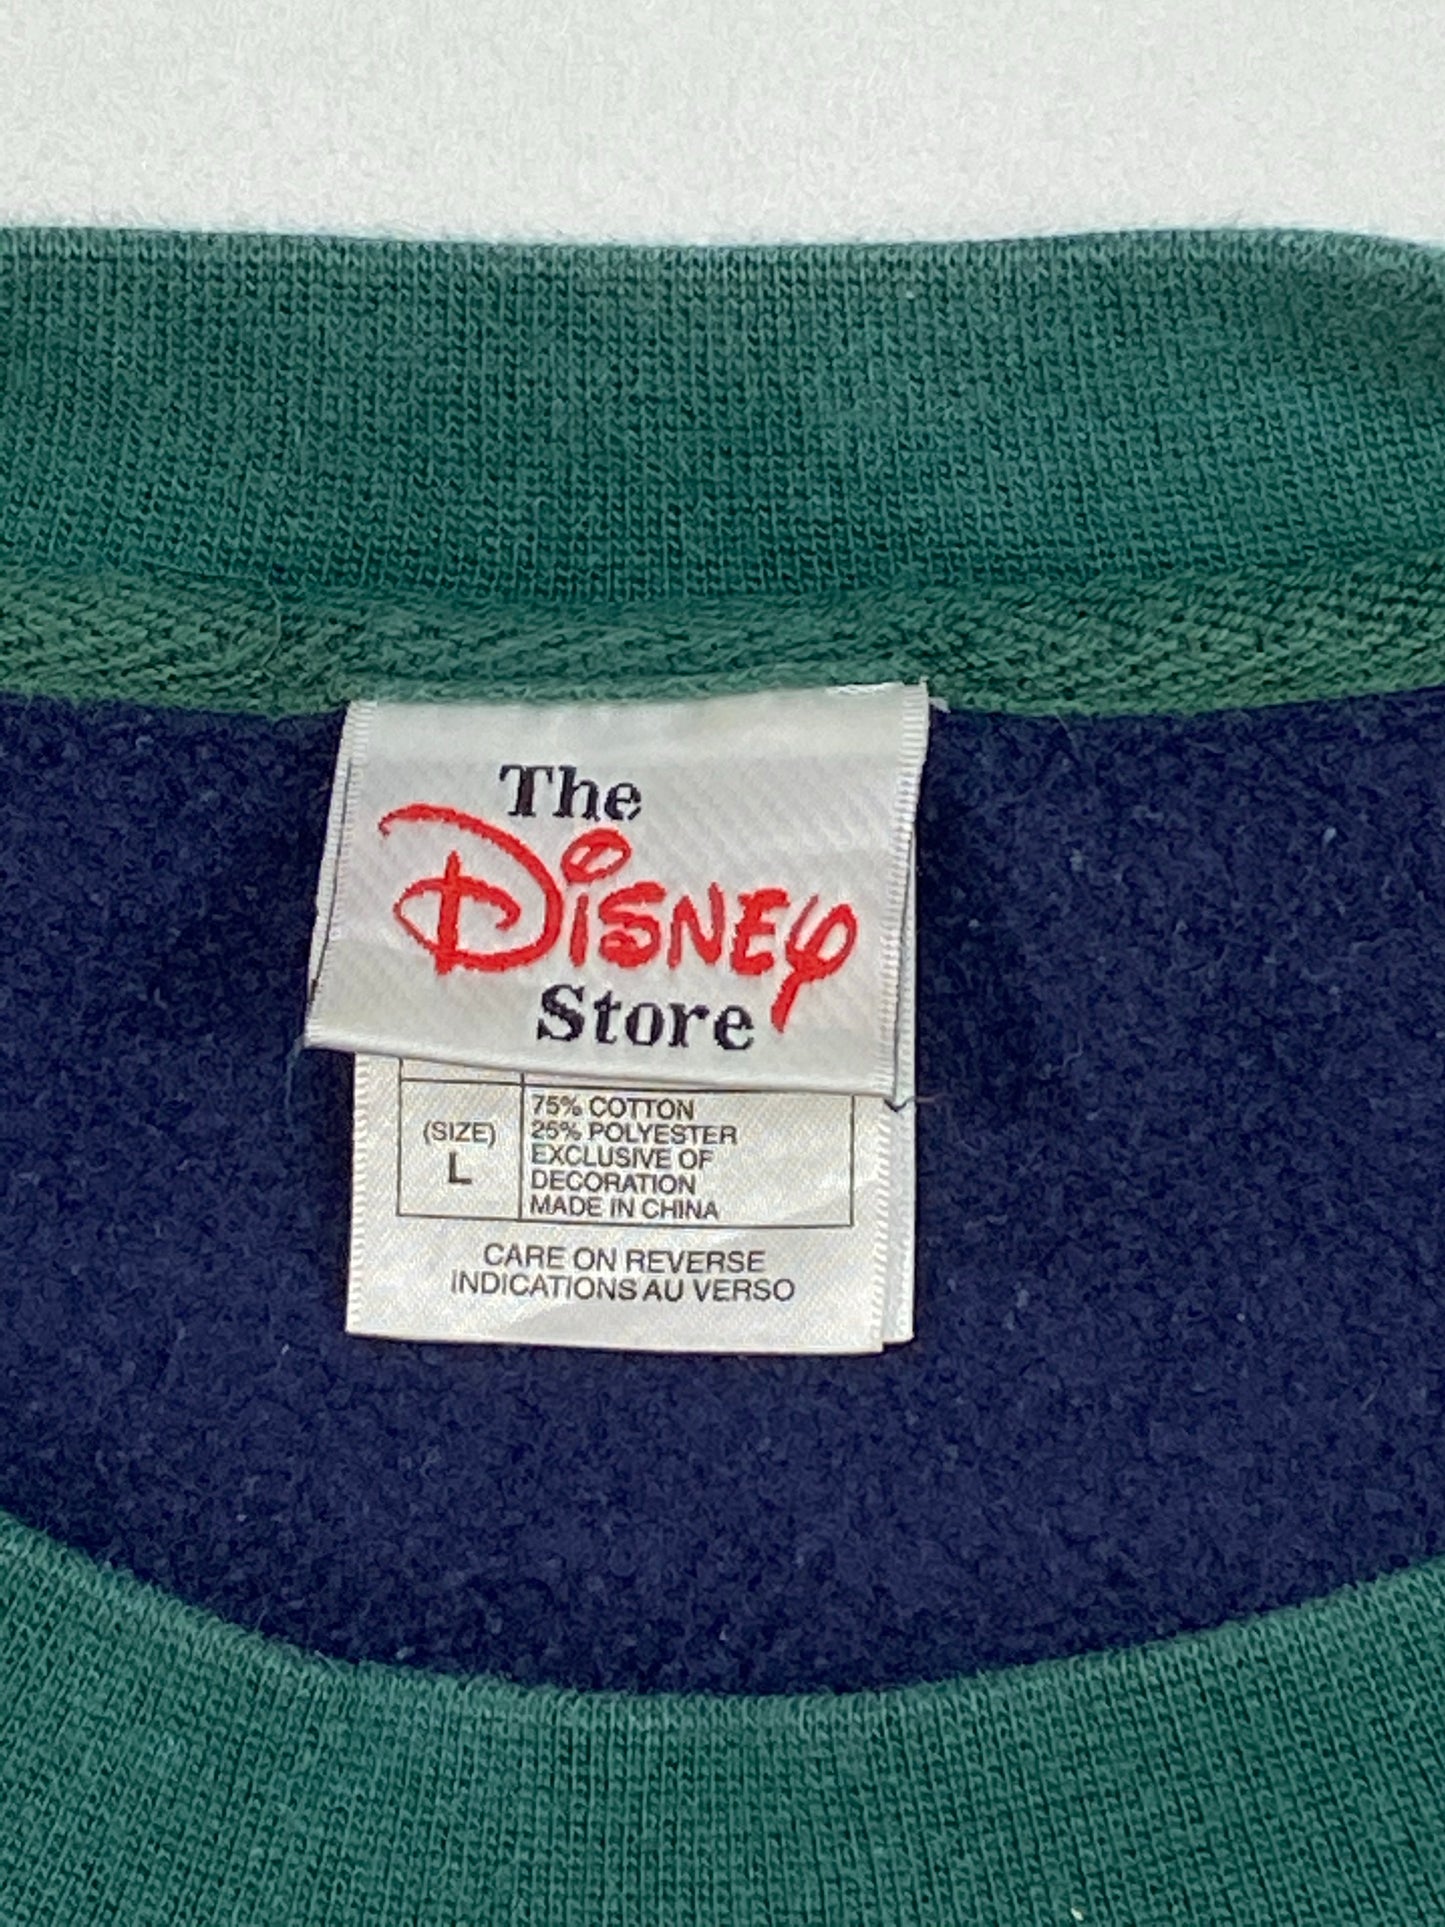 The
Disney
Store
(SIZE)
L
75% COTTON
25% POLYESTER
EXCLUSIVE OF
DECORATION
MADE IN CHINA
CARE ON REVERSE
INDICATIONS AU VERSO